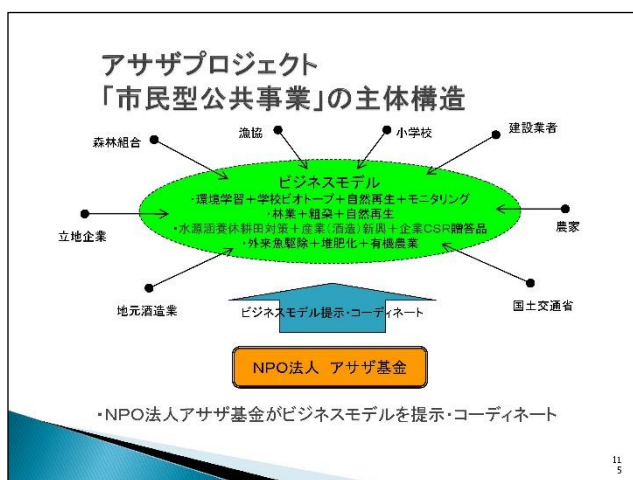 アサザプロジェクト
「市民型公共事業」の主体構造
森林組合
漁協
小学校
建設業者
ビジネスモデル
・環境学習＋学校ビオトープ＋自然再生＋モニタリング
・林業＋粗朶＋自然再生
・水源涵養休耕田対策＋産業(酒造)新興＋企業CSR贈答品
・外来魚駆除＋堆肥化＋有機農業
立地企業
農家
地元酒造業
国土交通省
ビジネスモデル提示・コーディネート
NPO法人 アサザ基金
・NPO法人アサザ基金がビジネスモデルを提示・コーディネート
11
5